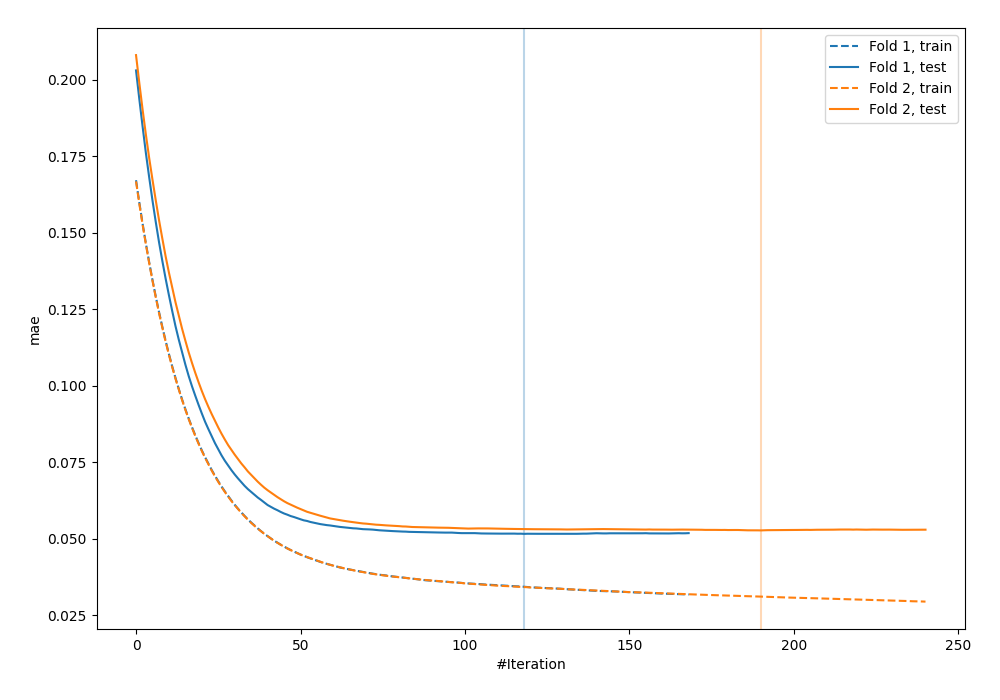 Fold 1, train
Fold 1, test
Fold 2, train
Fold 2, test
0.200
0.175
0.150
0.125
0.100
0.075
0.050
0.025
mae
0 50 100 150 200 250
#Iteration